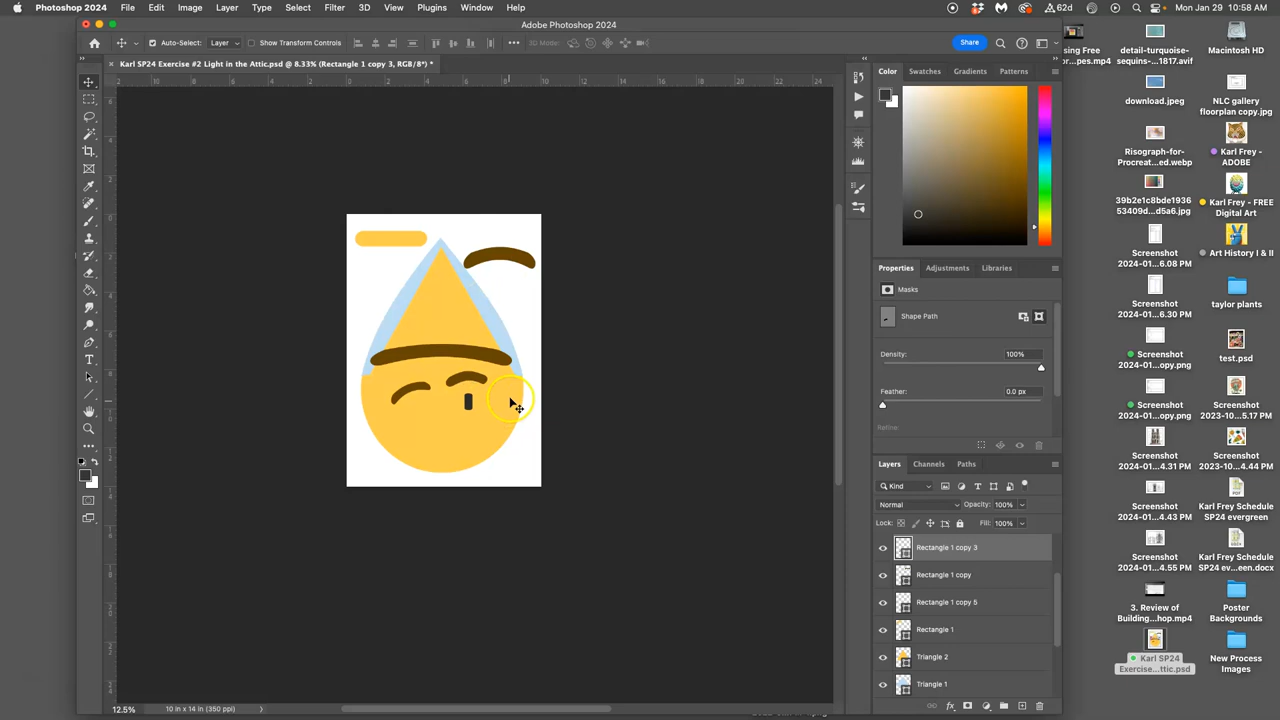 Photoshop 2024 File Edit Image Layer Type Select Filter 3D View Plugins Window Help 62d Mon Jan 29 10:58 AM
Adobe Photoshop 2024
Auto-Select: Layer Show Transform Controls 3D Mode: Share
Karl SP24 Exercise #2 Light in the Attic.psd @ 8.33% (Rectangle 1 copy 3, RGB/8*) *
Color Swatches Gradients Patterns
Properties Adjustments Libraries
Masks
Shape Path
Density: 100%
Feather: 0.0 px
Refine:
Layers Channels Paths
Kind
Normal Opacity: 100%
Lock: Fill: 100%
Rectangle 1 copy 3
Rectangle 1 copy
Rectangle 1 copy 5
Rectangle 1
Triangle 2
Triangle 1
12.5% 10 in x 14 in (350 ppi)
detail-turquoise-
sequins-...1817.avif
Macintosh HD
download.jpeg
NLC gallery
floorplan copy.jpg
Risograph-for-
Procreat...ed.webp
Karl Frey -
ADOBE
39b2e1c8bde1936
53409d...d5a6.jpg
Karl Frey - FREE
Digital Art
Screenshot
2024-01...6.08 PM
Art History I & II
Screenshot
2024-01...6.30 PM
taylor plants
Screenshot
2024-01...opy.png
test.psd
Screenshot
2024-01...opy.png
Screenshot
2023-10...5.17 PM
Screenshot
2024-01...4.31 PM
Screenshot
2023-10...4.44 PM
Screenshot
2024-01...4.43 PM
Karl Frey Schedule
SP24 evergreen
Screenshot
2024-01...4.55 PM
Karl Frey Schedule
SP24 ev...een.docx
3. Review of
Building...hop.mp4
Poster
Backgrounds
Karl SP24
Exercise...ttic.psd
New Process
Images